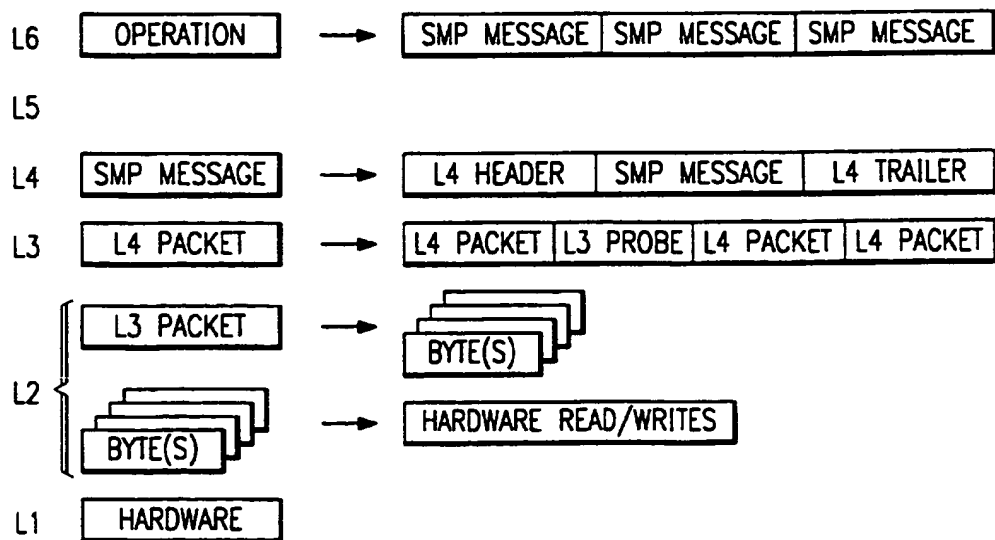 L6 OPERATION SMP MESSAGE SMP MESSAGE SMP MESSAGE
L5
L4 SMP MESSAGE L4 HEADER SMP MESSAGE L4 TRAILER
L3 L4 PACKET L4 PACKET L3 PROBE L4 PACKET L4 PACKET
L3 PACKET BYTE(S)
L2
BYTE(S) HARDWARE READ/WRITES
L1 HARDWARE